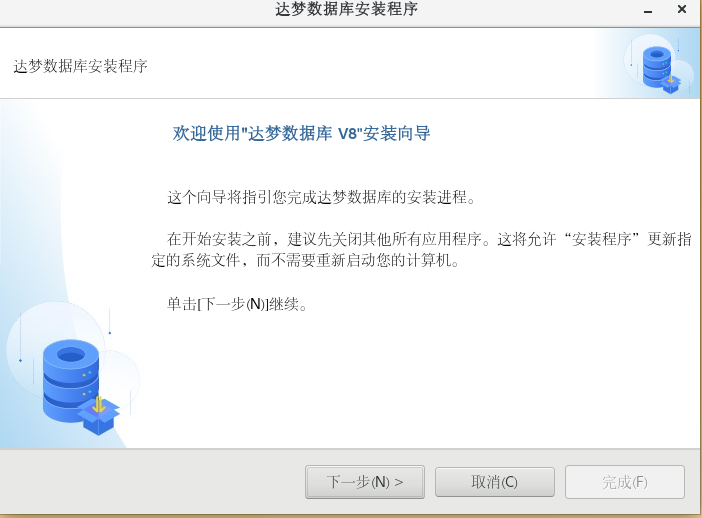 达梦数据库安装程序
达梦数据库安装程序
欢迎使用"达梦数据库 V8"安装向导
这个向导将指引您完成达梦数据库的安装进程。
在开始安装之前，建议先关闭其他所有应用程序。这将允许“安装程序”更新指
定的系统文件，而不需要重新启动您的计算机。
单击[下一步(N)]继续。
下一步(N) >
取消(C)
完成(F)